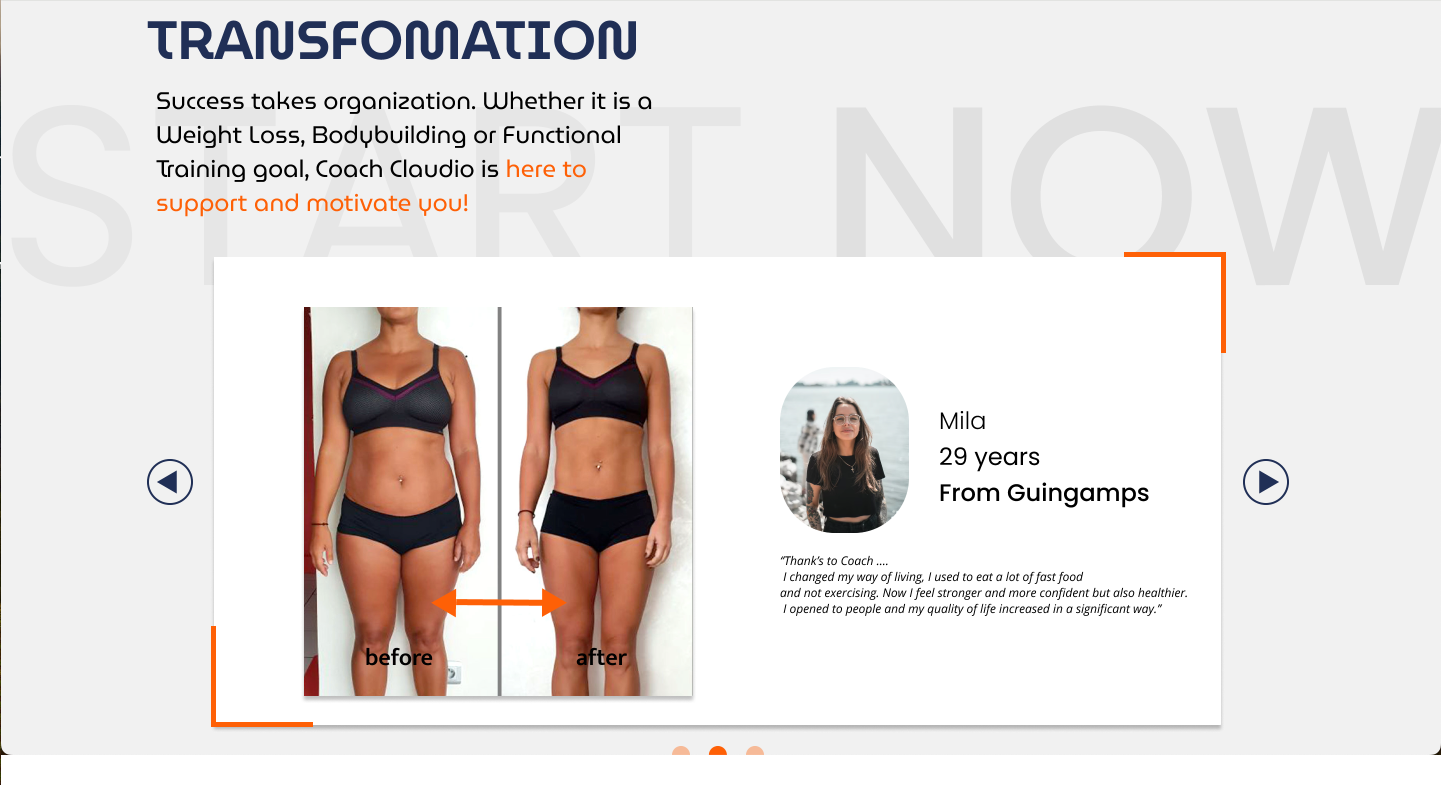 TRANSFOMATION
START NOW
Success takes organization. Whether it is a
Weight Loss, Bodybuilding or Functional
Training goal, Coach Claudio is here to
support and motivate you!
Mila
29 years
From Guingamps
"Thank's to Coach ....
I changed my way of living, I used to eat a lot of fast food
and not exercising. Now I feel stronger and more confident but also healthier.
I opened to people and my quality of life increased in a significant way."
before
after